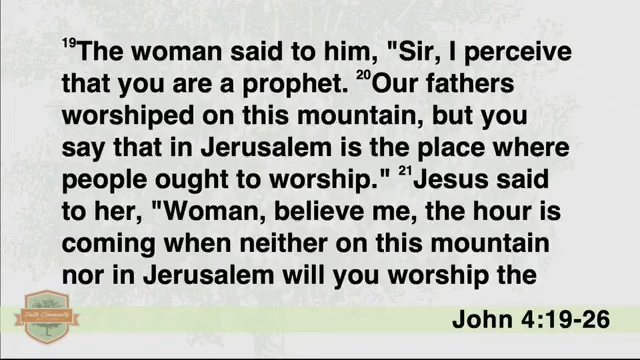 19The woman said to him, "Sir, I perceive
that you are a prophet. 20Our fathers
worshiped on this mountain, but you
say that in Jerusalem is the place where
people ought to worship." 21Jesus said
to her, "Woman, believe me, the hour is
coming when neither on this mountain
nor in Jerusalem will you worship the
Faith Community
John 4:19-26